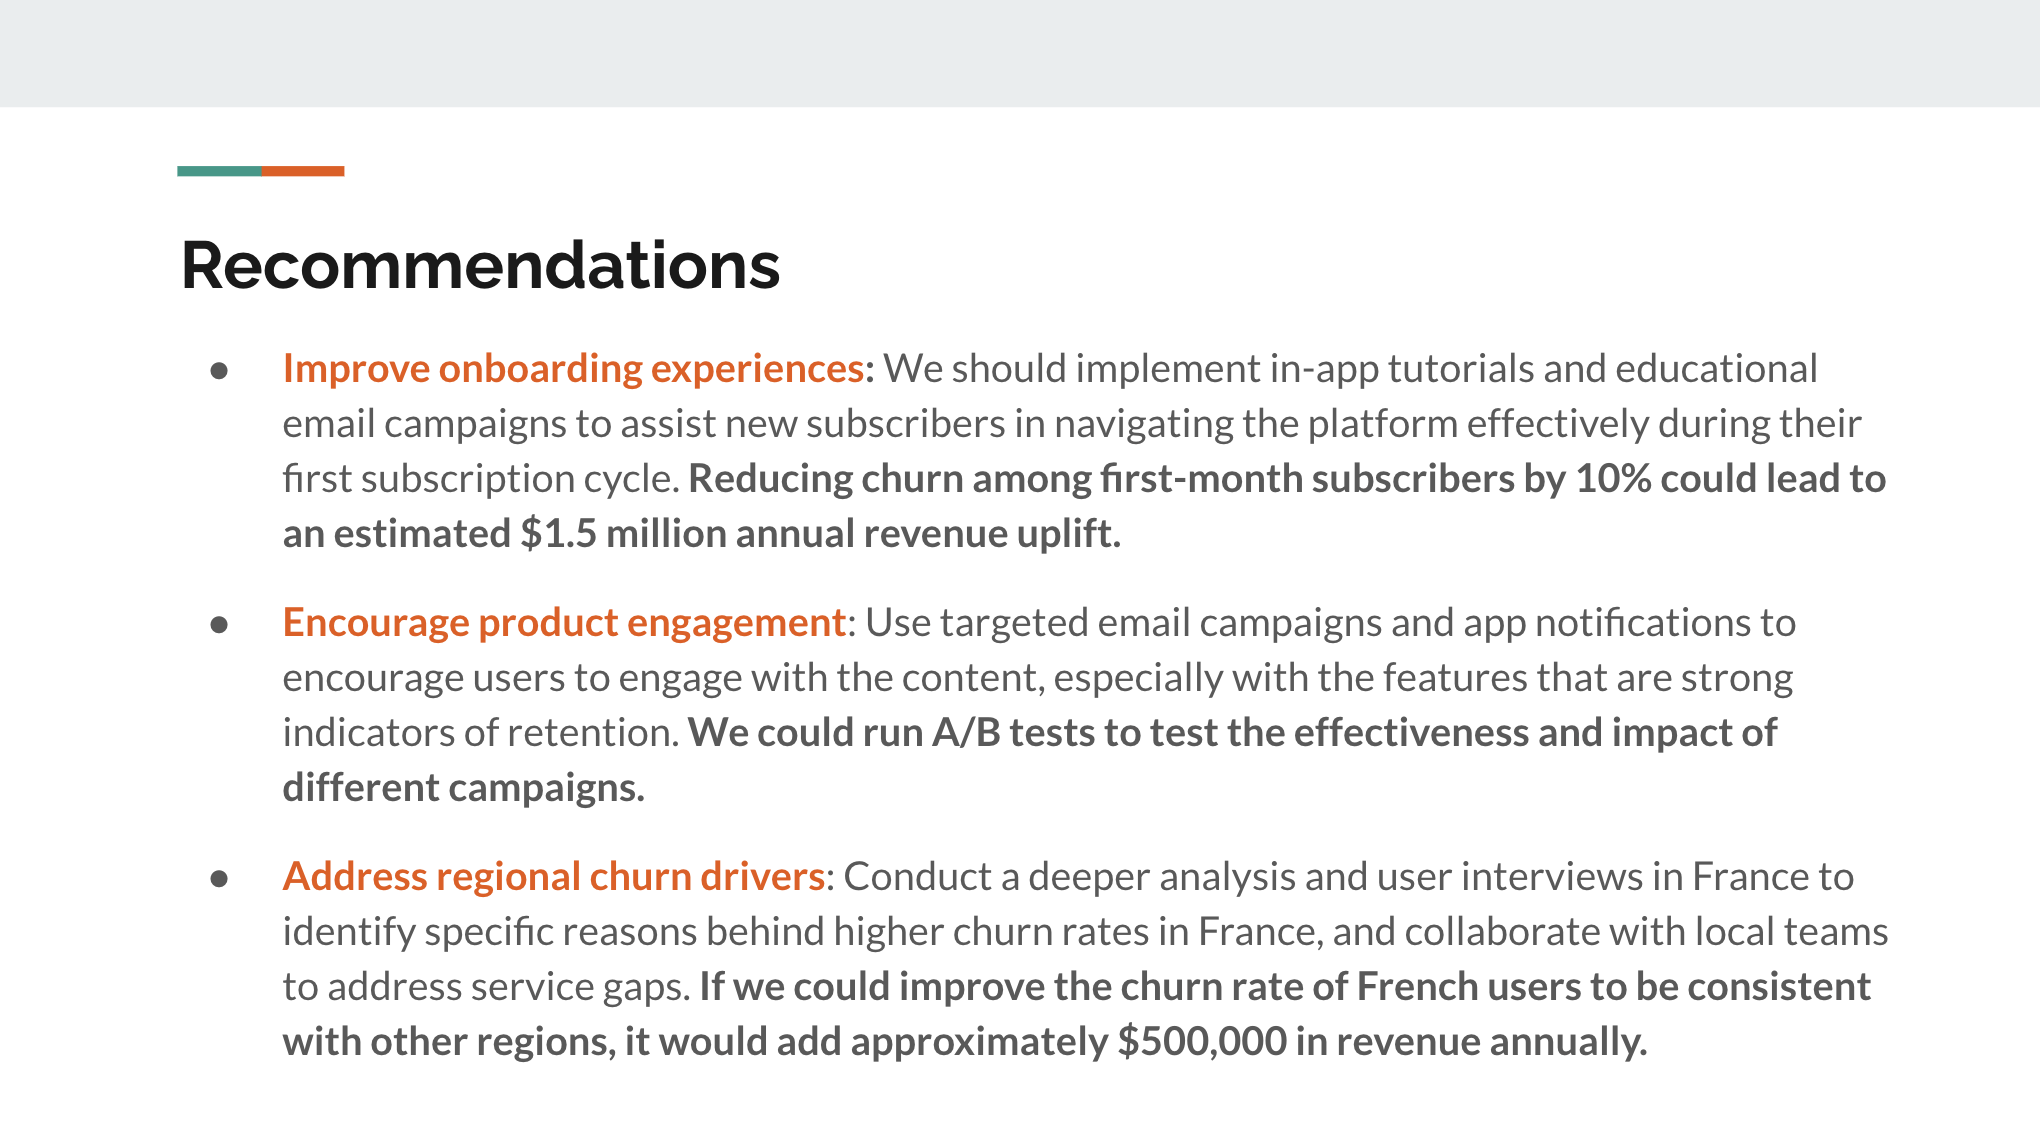 Recommendations
● Improve onboarding experiences: We should implement in-app tutorials and educational
email campaigns to assist new subscribers in navigating the platform effectively during their
first subscription cycle. Reducing churn among first-month subscribers by 10% could lead to
an estimated $1.5 million annual revenue uplift.
● Encourage product engagement: Use targeted email campaigns and app notifications to
encourage users to engage with the content, especially with the features that are strong
indicators of retention. We could run A/B tests to test the effectiveness and impact of
different campaigns.
● Address regional churn drivers: Conduct a deeper analysis and user interviews in France to
identify specific reasons behind higher churn rates in France, and collaborate with local teams
to address service gaps. If we could improve the churn rate of French users to be consistent
with other regions, it would add approximately $500,000 in revenue annually.